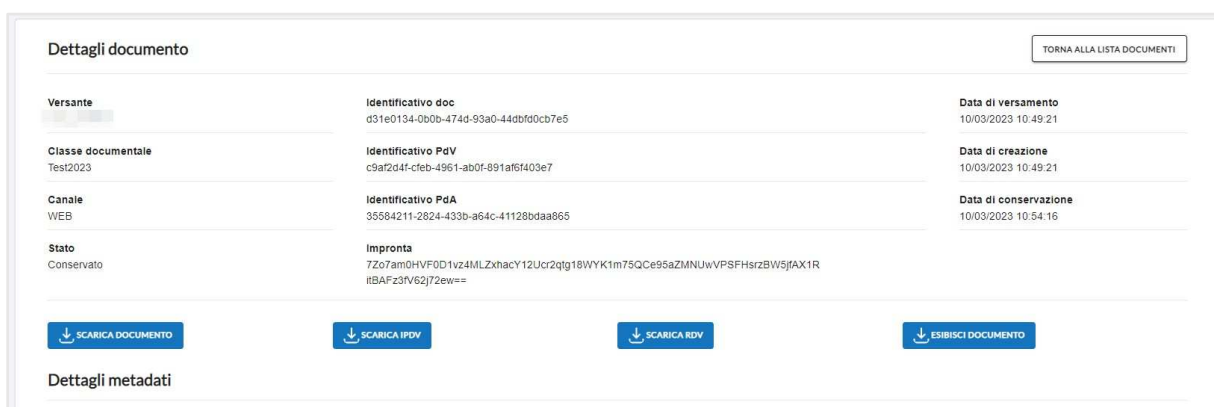 Dettagli documento
TORNA ALLA LISTA DOCUMENTI
Versante
Identificativo doc
d31e0134-0b0b-474d-93a0-44dbfd0cb7e5
Data di versamento
10/03/2023 10:49:21
Classe documentale
Test2023
Identificativo PdV
c9af2d4f-cfeb-4961-ab0f-891af6f403e7
Data di creazione
10/03/2023 10:49:21
Canale
WEB
Identificativo PdA
35584211-2824-433b-a64c-41128bdaa865
Data di conservazione
10/03/2023 10:54:16
Stato
Conservato
Impronta
7Zo7am0HVF0D1vz4MLZxhacY12Ucr2qtg18WYK1m75QCe95aZMNUwVPSFHsrzBW5jfAX1R
itBAFz3fV62j72ew==
SCARICA DOCUMENTO
SCARICA IPDV
SCARICA RDV
ESIBISCI DOCUMENTO
Dettagli metadati